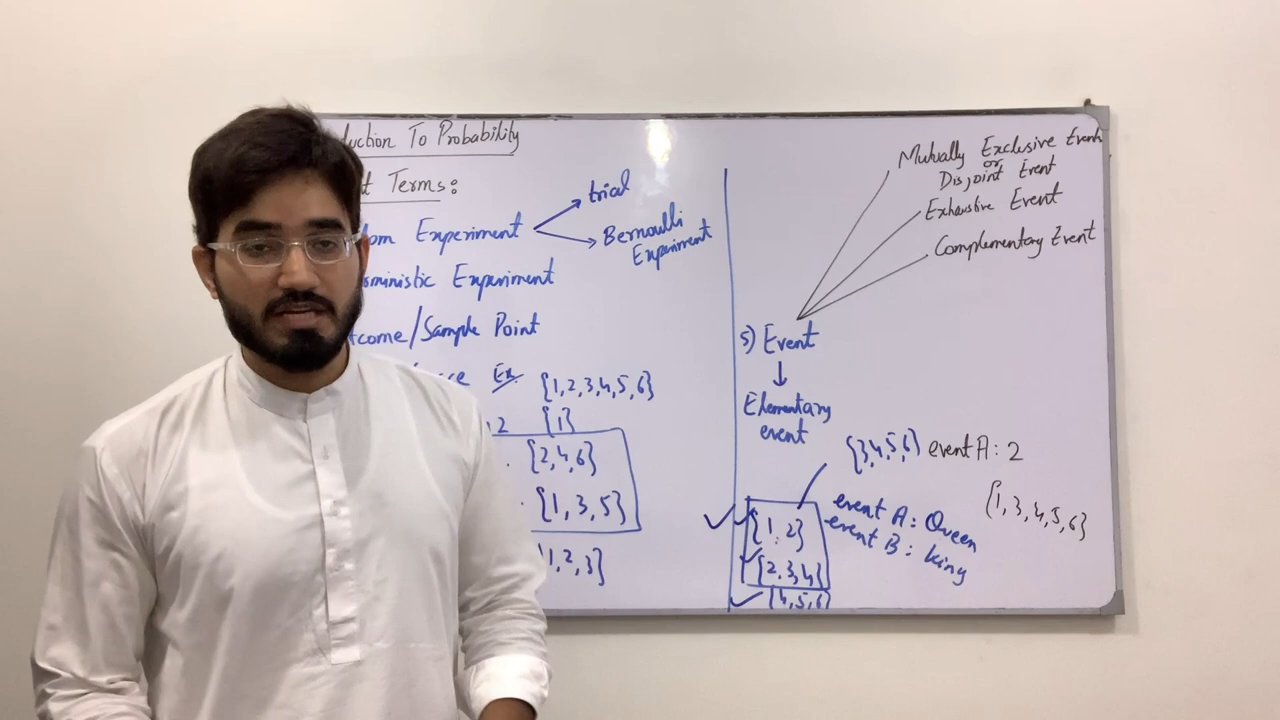 duction To Probability
t Terms:
dom Experiment
trial
Bernoulli
Experiment
rministic Experiment
tcome/Sample Point
ce Ex {1,2,3,4,5,6}
2 {1}
{2,4,6}
{1,3,5}
1,2,3}
Mutually Exclusive Events
or
Disjoint Event
Exhaustive Event
Complementary Event
5) Event
Elementary
event
{3,4,5,6} event A: 2
{1,3,4,5,6}
event A: Queen
event B: king
{1,2}
{2,3,4}
{4,5,6}